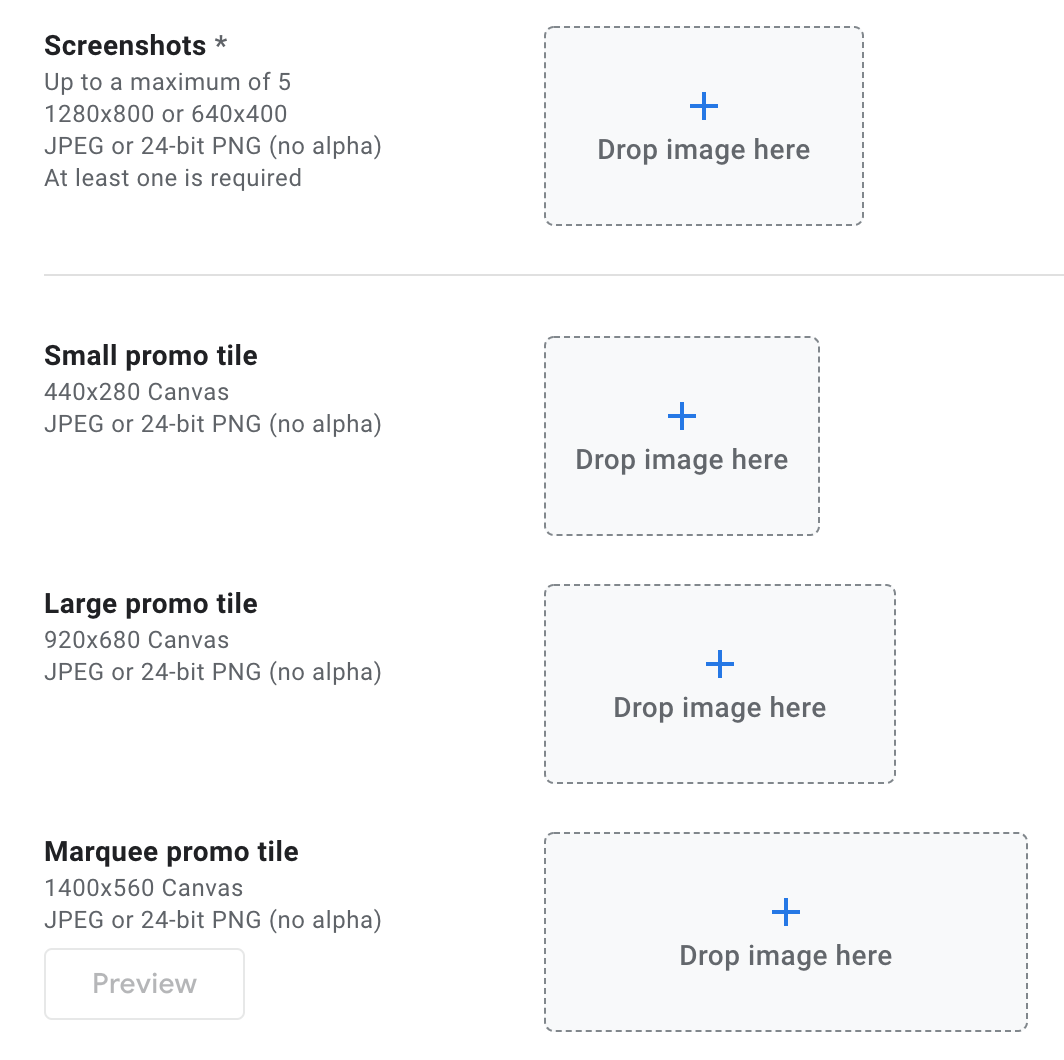 Screenshots *
Up to a maximum of 5
1280x800 or 640x400
JPEG or 24-bit PNG (no alpha)
At least one is required
Drop image here
Small promo tile
440x280 Canvas
JPEG or 24-bit PNG (no alpha)
Drop image here
Large promo tile
920x680 Canvas
JPEG or 24-bit PNG (no alpha)
Drop image here
Marquee promo tile
1400x560 Canvas
JPEG or 24-bit PNG (no alpha)
Preview
Drop image here